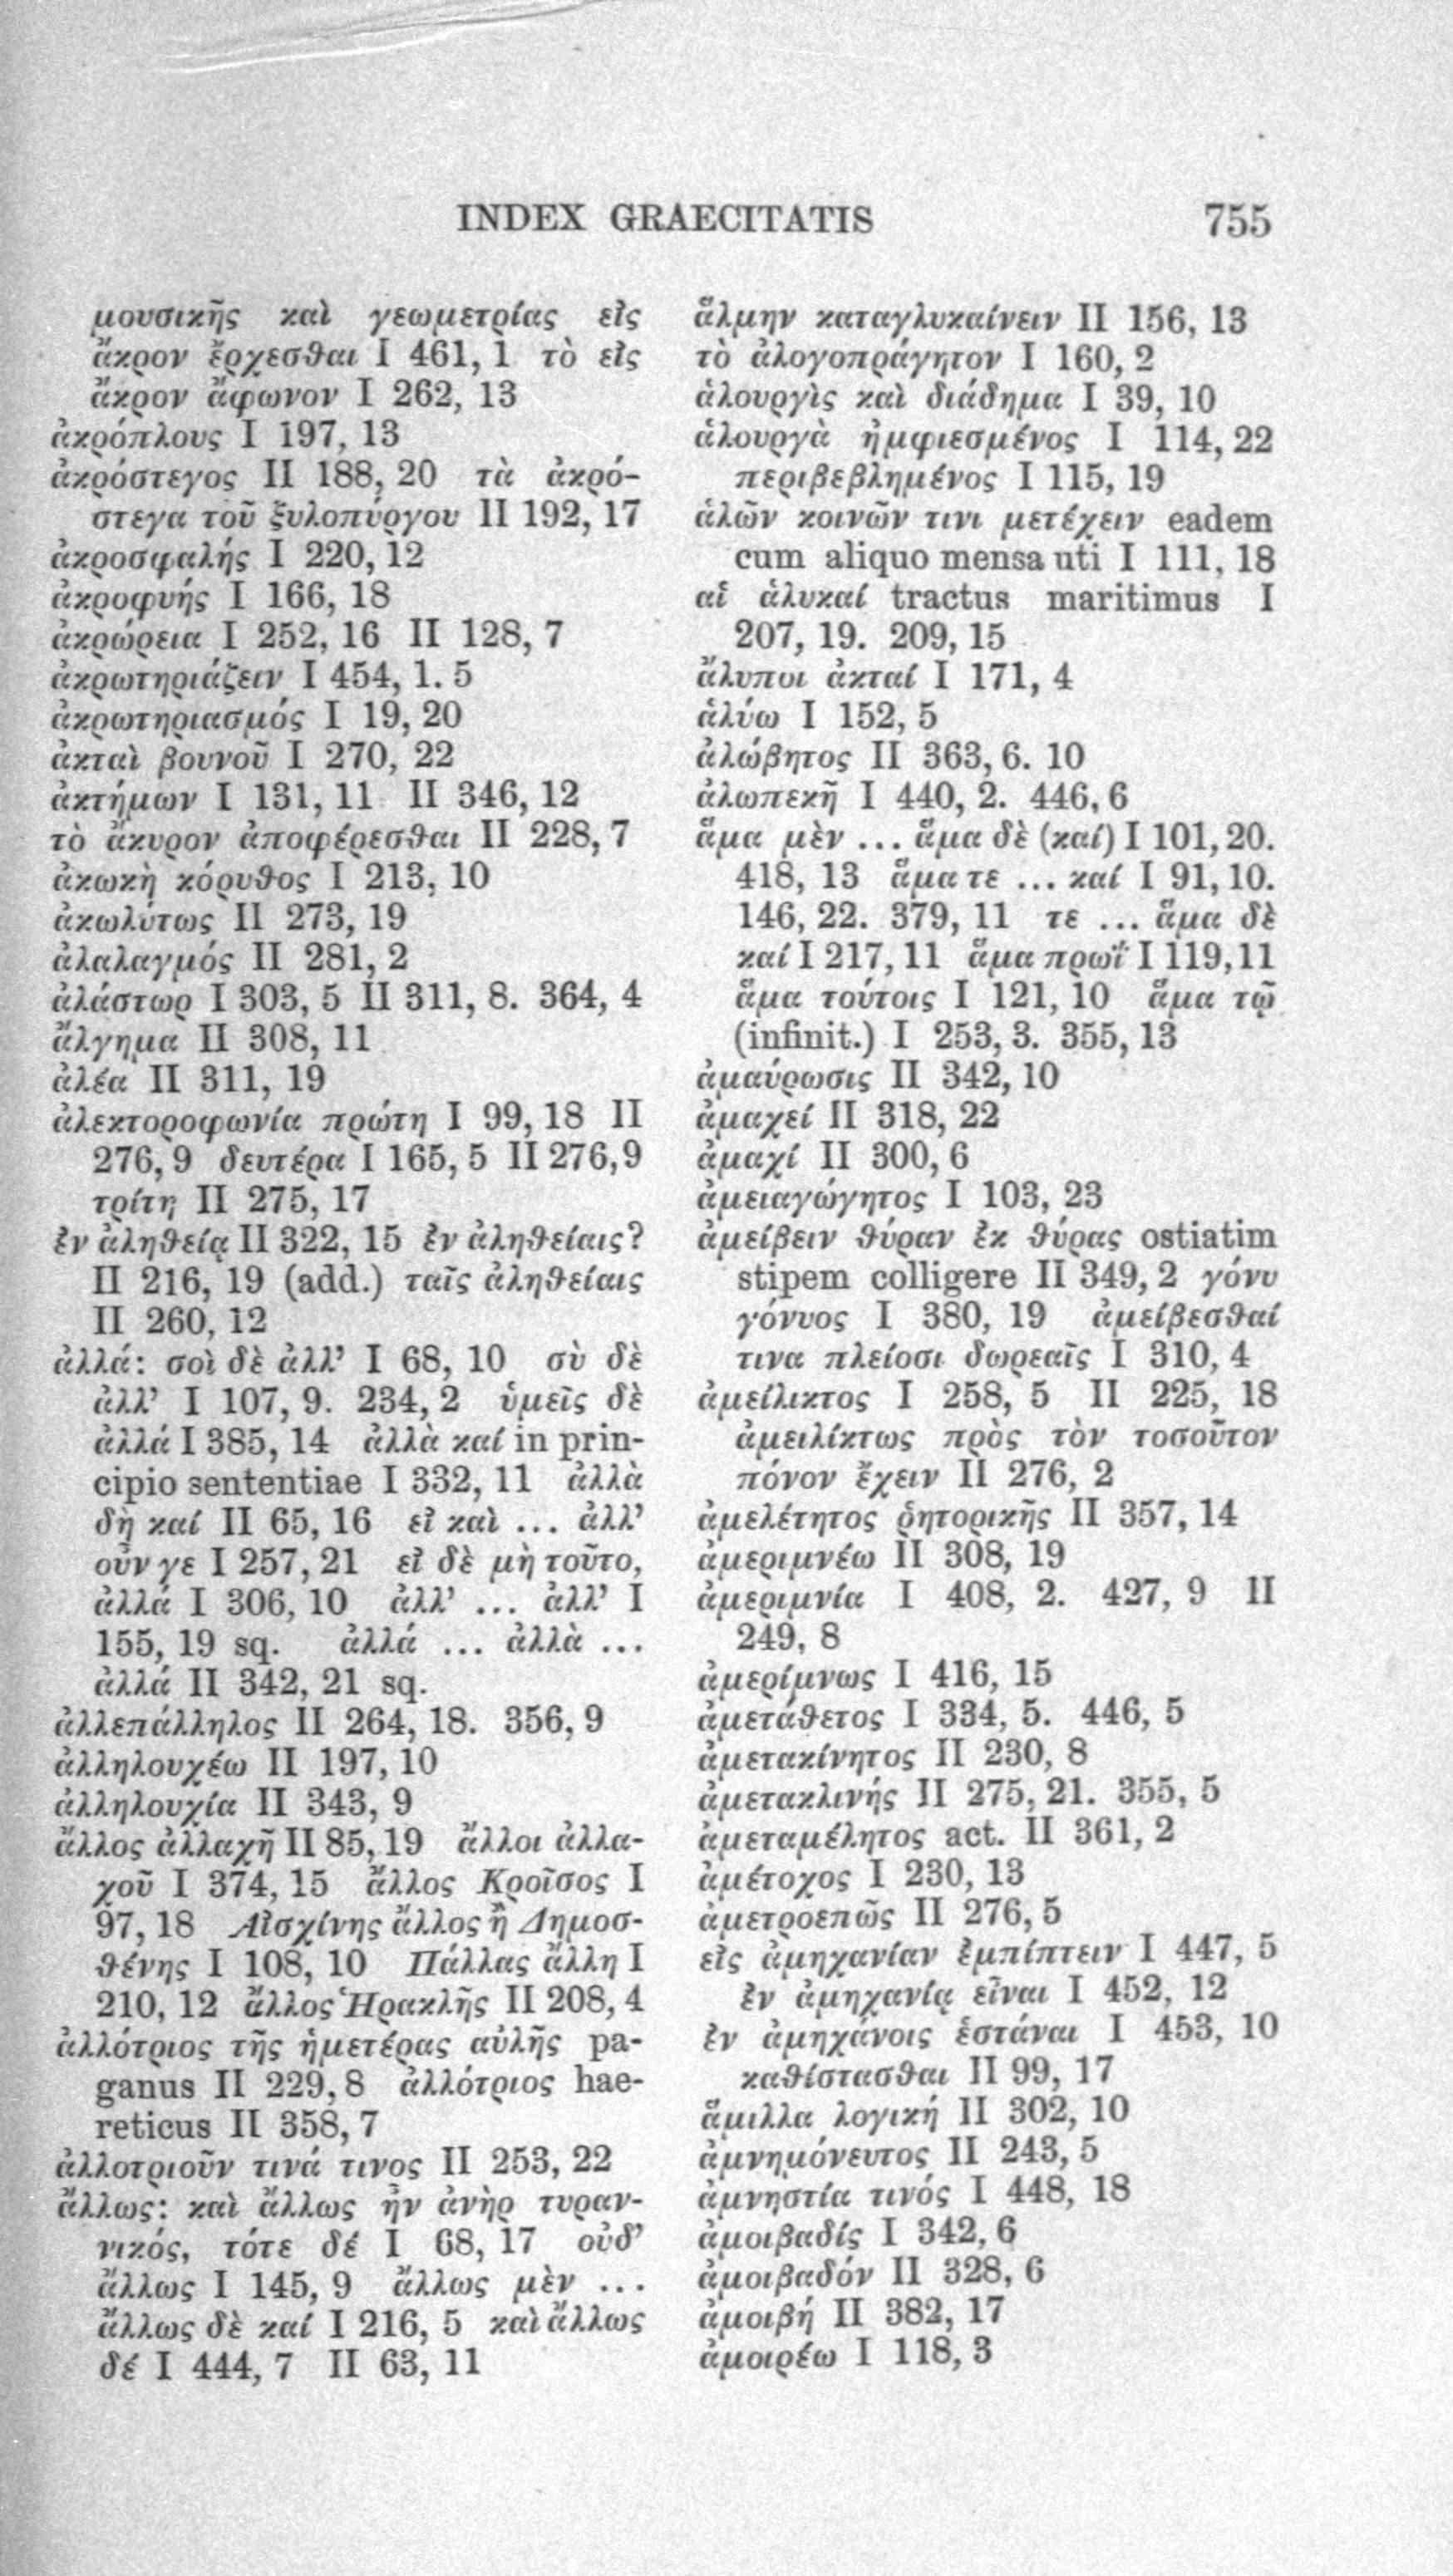 INDEX GRAECITATIS 755
μουσικῆς καὶ γεωμετρίας εἰς
ἄκρον ἔρχεσθαι I 461, 1 τὸ εἰς
ἄκρον ἄφωνον I 262, 13
ἀκρόπλους I 197, 13
ἀκρόστεγος II 188, 20 τὰ ἀκρό-
στεγα τοῦ ξυλοπύργου II 192, 17
ἀκροσφαλής I 220, 12
ἀκροφυής I 166, 18
ἀκρώρεια I 252, 16 II 128, 7
ἀκρωτηριάζειν I 454, 1. 5
ἀκρωτηριασμός I 19, 20
ἀκταὶ βουνοῦ I 270, 22
ἀκτήμων I 131, 11 II 346, 12
τὸ ἄκυρον ἀποφέρεσθαι II 228, 7
ἀκωκὴ κόρυθος I 213, 10
ἀκωλύτως II 273, 19
ἀλαλαγμός II 281, 2
ἀλάστωρ I 303, 5 II 311, 8. 364, 4
ἄλγημα II 308, 11
ἀλέα II 311, 19
ἀλεκτοροφωνία πρώτη I 99, 18 II
276, 9 δευτέρα I 165, 5 II 276, 9
τρίτη II 275, 17
ἐν ἀληθείᾳ II 322, 15 ἐν ἀληθείαις?
II 216, 19 (add.) ταῖς ἀληθείαις
II 260, 12
ἀλλά: σοὶ δὲ ἀλλ’ I 68, 10 σὺ δὲ
ἀλλ’ I 107, 9. 234, 2 ὑμεῖς δὲ
ἀλλά I 385, 14 ἀλλὰ καί in prin-
cipio sententiae I 332, 11 ἀλλὰ
δὴ καί II 65, 16 εἰ καὶ ... ἀλλ’
οὖν γε I 257, 21 εἰ δὲ μὴ τοῦτο,
ἀλλά I 306, 10 ἀλλ’ ... ἀλλ’ I
155, 19 sq. ἀλλά ... ἀλλὰ ...
ἀλλά II 342, 21 sq.
ἀλλεπάλληλος II 264, 18. 356, 9
ἀλληλουχέω II 197, 10
ἀλληλουχία II 343, 9
ἄλλος ἀλλαχῆ II 85, 19 ἄλλοι ἀλλα-
χοῦ I 374, 15 ἄλλος Κροῖσος I
97, 18 Αἰσχίνης ἄλλος ἢ Δημοσ-
θένης I 108, 10 Πάλλας ἄλλη I
210, 12 ἄλλος Ἡρακλῆς II 208, 4
ἀλλότριος τῆς ἡμετέρας αὐλῆς pa-
ganus II 229, 8 ἀλλότριος hae-
reticus II 358, 7
ἀλλοτριοῦν τινά τινος II 253, 22
ἄλλως: καὶ ἄλλως ἦν ἀνὴρ τυραν-
νικός, τότε δέ I 68, 17 οὐδ’
ἄλλως I 145, 9 ἄλλως μὲν ...
ἄλλως δὲ καί I 216, 5 καὶ ἄλλως
δέ I 444, 7 II 63, 11
ἅλμην καταγλυκαίνειν II 156, 13
τὸ ἀλογοπράγητον I 160, 2
ἁλουργὶς καὶ διάδημα I 39, 10
ἁλουργὰ ἠμφιεσμένος I 114, 22
περιβεβλημένος I 115, 19
ἁλῶν κοινῶν τινι μετέχειν eadem
cum aliquo mensa uti I 111, 18
αἱ ἁλυκαί tractus maritimus I
207, 19. 209, 15
ἄλυποι ἀκταί I 171, 4
ἀλύω I 152, 5
ἀλώβητος II 363, 6. 10
ἀλωπεκῆ I 440, 2. 446, 6
ἅμα μὲν ... ἅμα δὲ (καί) I 101, 20.
418, 13 ἅμα τε ... καί I 91, 10.
146, 22. 379, 11 τε ... ἅμα δὲ
καί I 217, 11 ἅμα πρωΐ I 119, 11
ἅμα τούτοις I 121, 10 ἅμα τῷ
(infinit.) I 253, 3. 355, 13
ἀμαύρωσις II 342, 10
ἀμαχεί II 318, 22
ἀμαχί II 300, 6
ἀμειαγώγητος I 103, 23
ἀμείβειν θύραν ἐκ θύρας ostiatim
stipem colligere II 349, 2 γόνυ
γόνυος I 380, 19 ἀμείβεσθαί
τινα πλείοσι δωρεαῖς I 310, 4
ἀμείλικτος I 258, 5 II 225, 18
ἀμειλίκτως πρὸς τὸν τοσοῦτον
πόνον ἔχειν II 276, 2
ἀμελέτητος ῥητορικῆς II 357, 14
ἀμεριμνέω II 308, 19
ἀμεριμνία I 408, 2. 427, 9 II
249, 8
ἀμερίμνως I 416, 15
ἀμετάθετος I 334, 5. 446, 5
ἀμετακίνητος II 230, 8
ἀμετακλινής II 275, 21. 355, 5
ἀμεταμέλητος act. II 361, 2
ἀμέτοχος I 230, 13
ἀμετροεπῶς II 276, 5
εἰς ἀμηχανίαν ἐμπίπτειν I 447, 5
ἐν ἀμηχανίᾳ εἶναι I 452, 12
ἐν ἀμηχάνοις ἑστάναι I 453, 10
καθίστασθαι II 99, 17
ἅμιλλα λογική II 302, 10
ἀμνημόνευτος II 243, 5
ἀμνηστία τινός I 448, 18
ἀμοιβαδίς I 342, 6
ἀμοιβαδόν II 328, 6
ἀμοιβή II 382, 17
ἀμοιρέω I 118, 3